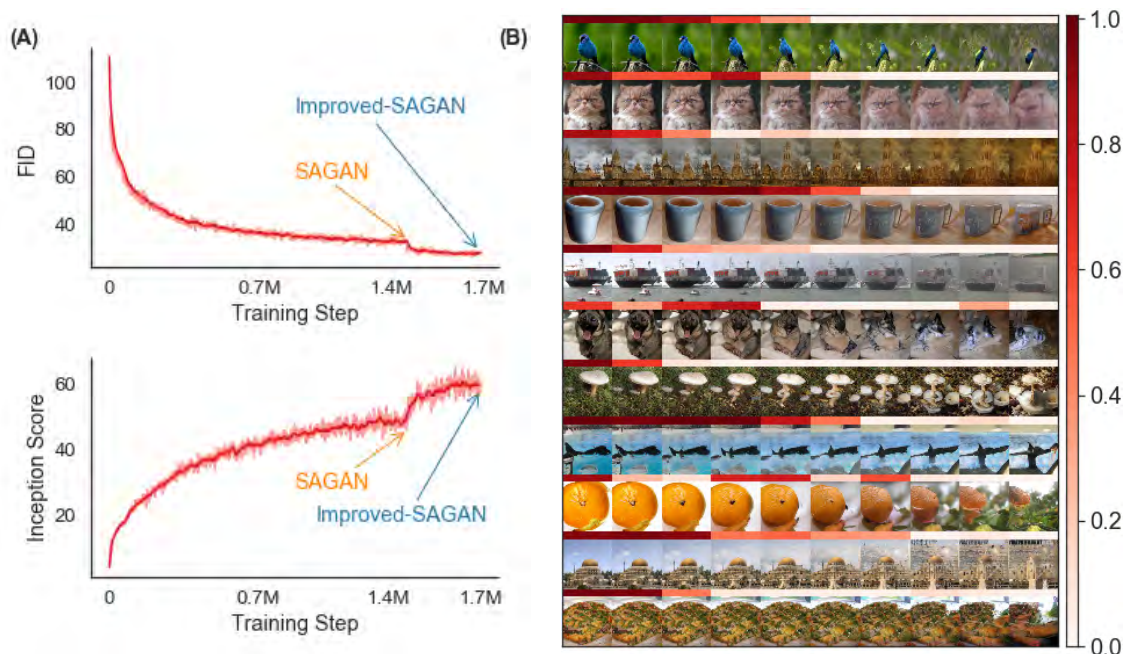 (A)
100
80
60
40
FID
Improved-SAGAN
SAGAN
0 0.7M 1.4M 1.7M
Training Step
60
40
20
Inception Score
SAGAN
Improved-SAGAN
0 0.7M 1.4M 1.7M
Training Step
(B)
1.0
0.8
0.6
0.4
0.2
0.0